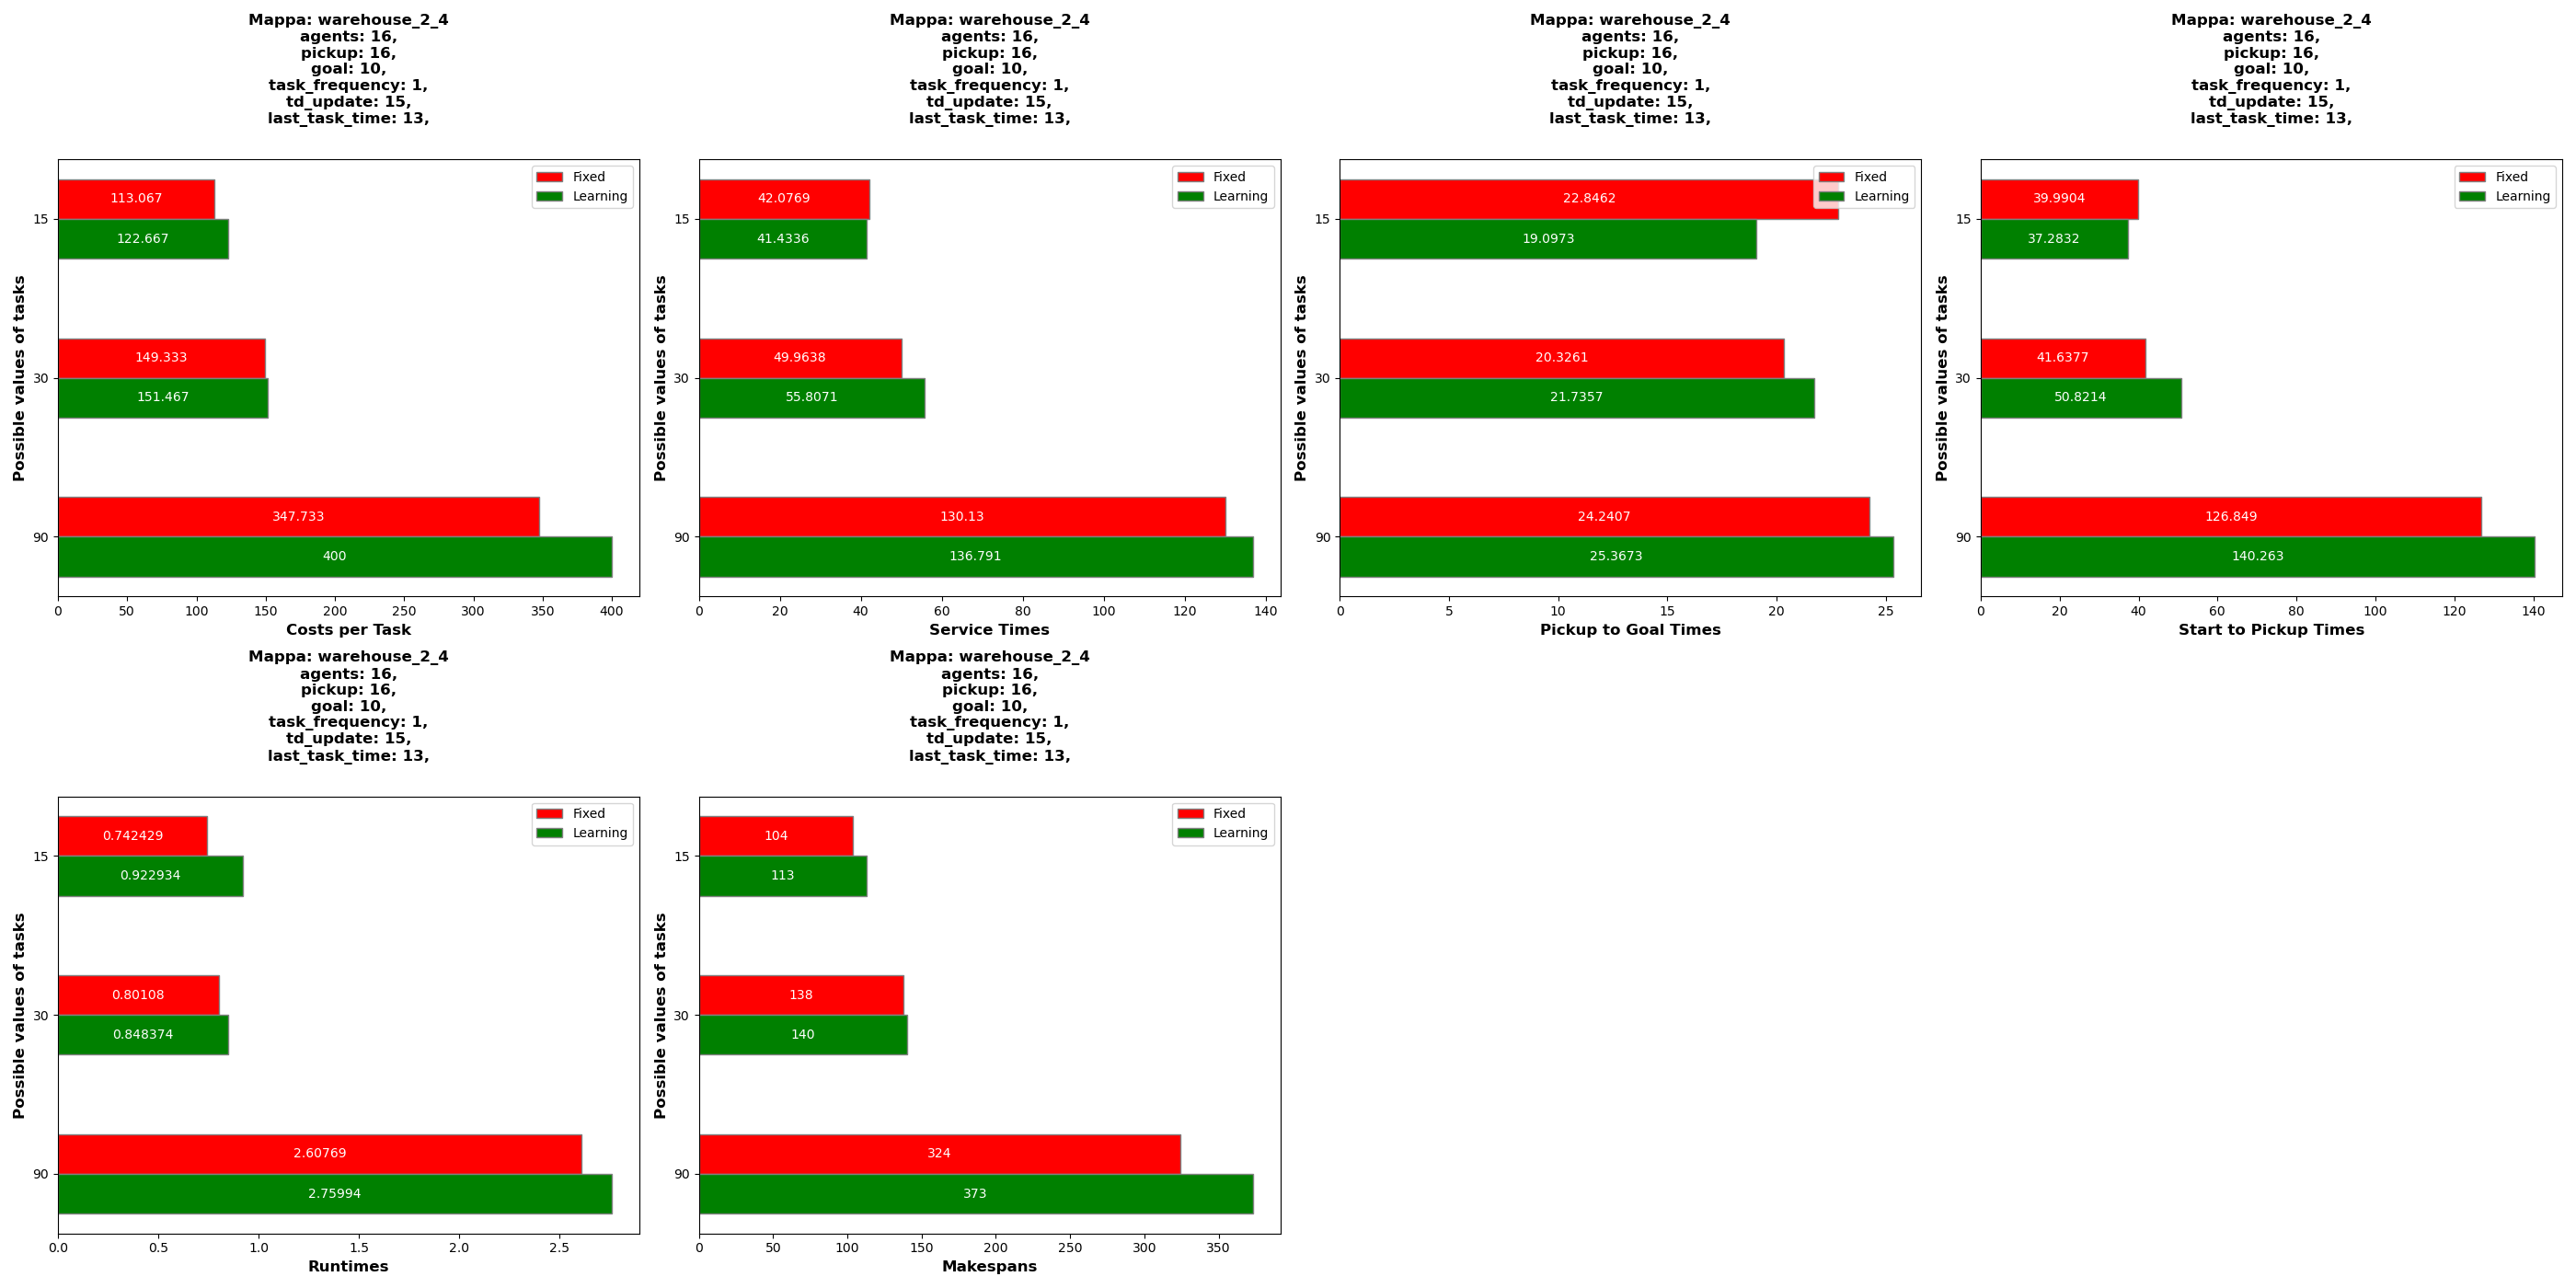 Mappa: warehouse_2_4
agents: 16,
pickup: 16,
goal: 10,
task_frequency: 1,
td_update: 15,
last_task_time: 13,
Fixed
Learning
15
30
90
113.067
122.667
149.333
151.467
347.733
400
0
50
100
150
200
250
300
350
400
Possible values of tasks
Costs per Task
Mappa: warehouse_2_4
agents: 16,
pickup: 16,
goal: 10,
task_frequency: 1,
td_update: 15,
last_task_time: 13,
Fixed
Learning
15
30
90
42.0769
41.4336
49.9638
55.8071
130.13
136.791
0
20
40
60
80
100
120
140
Possible values of tasks
Service Times
Mappa: warehouse_2_4
agents: 16,
pickup: 16,
goal: 10,
task_frequency: 1,
td_update: 15,
last_task_time: 13,
Fixed
Learning
15
30
90
22.8462
19.0973
20.3261
21.7357
24.2407
25.3673
0
5
10
15
20
25
Possible values of tasks
Pickup to Goal Times
Mappa: warehouse_2_4
agents: 16,
pickup: 16,
goal: 10,
task_frequency: 1,
td_update: 15,
last_task_time: 13,
Fixed
Learning
15
30
90
39.9904
37.2832
41.6377
50.8214
126.849
140.263
0
20
40
60
80
100
120
140
Possible values of tasks
Start to Pickup Times
Mappa: warehouse_2_4
agents: 16,
pickup: 16,
goal: 10,
task_frequency: 1,
td_update: 15,
last_task_time: 13,
Fixed
Learning
15
30
90
0.742429
0.922934
0.80108
0.848374
2.60769
2.75994
0.0
0.5
1.0
1.5
2.0
2.5
Possible values of tasks
Runtimes
Mappa: warehouse_2_4
agents: 16,
pickup: 16,
goal: 10,
task_frequency: 1,
td_update: 15,
last_task_time: 13,
Fixed
Learning
15
30
90
104
113
138
140
324
373
0
50
100
150
200
250
300
350
Possible values of tasks
Makespans